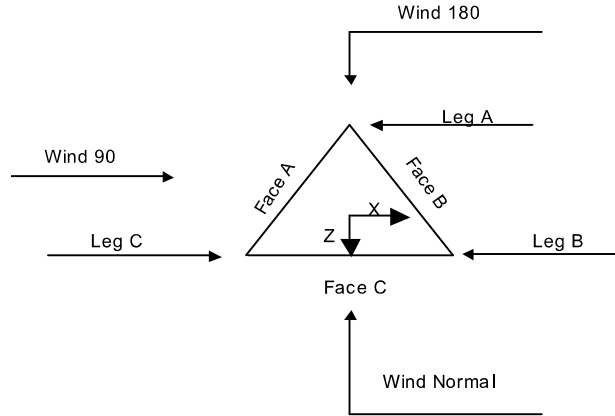 Wind 180
Leg A
Wind 90
Face A
Face B
X
Z
Leg C
Leg B
Face C
Wind Normal